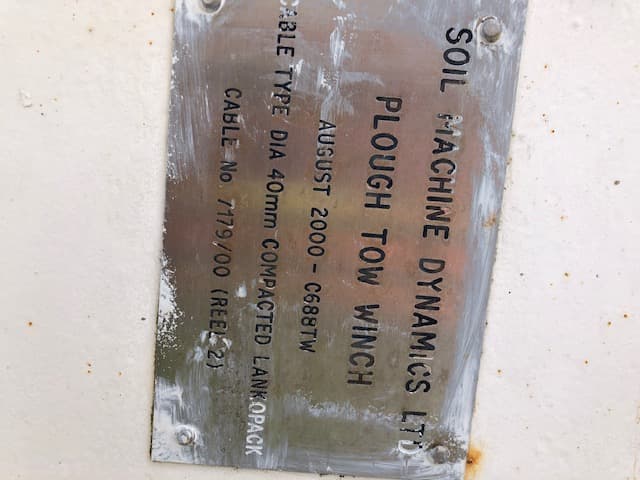 SOIL MACHINE DYNAMICS LTD
PLOUGH TOW WINCH
AUGUST 2000 - C688TW
CABLE TYPE DIA 40mm COMPACTED LANKOPACK
CABLE No. 7179/00 (REEL 2)